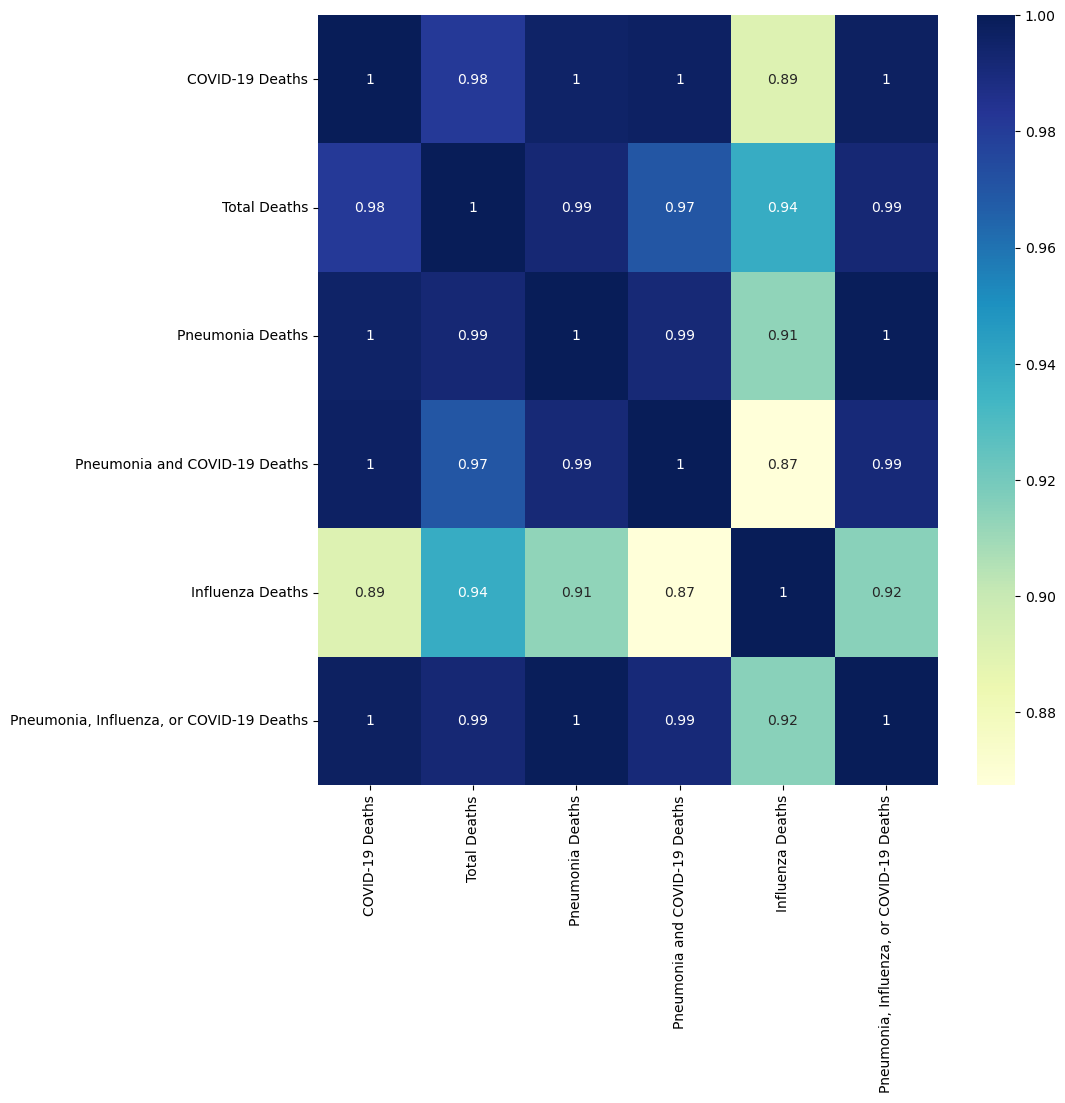 COVID-19 Deaths 1 0.98 1 1 0.89 1
Total Deaths 0.98 1 0.99 0.97 0.94 0.99
Pneumonia Deaths 1 0.99 1 0.99 0.91 1
Pneumonia and COVID-19 Deaths 1 0.97 0.99 1 0.87 0.99
Influenza Deaths 0.89 0.94 0.91 0.87 1 0.92
Pneumonia, Influenza, or COVID-19 Deaths 1 0.99 1 0.99 0.92 1
COVID-19 Deaths
Total Deaths
Pneumonia Deaths
Pneumonia and COVID-19 Deaths
Influenza Deaths
Pneumonia, Influenza, or COVID-19 Deaths
1.00
0.98
0.96
0.94
0.92
0.90
0.88